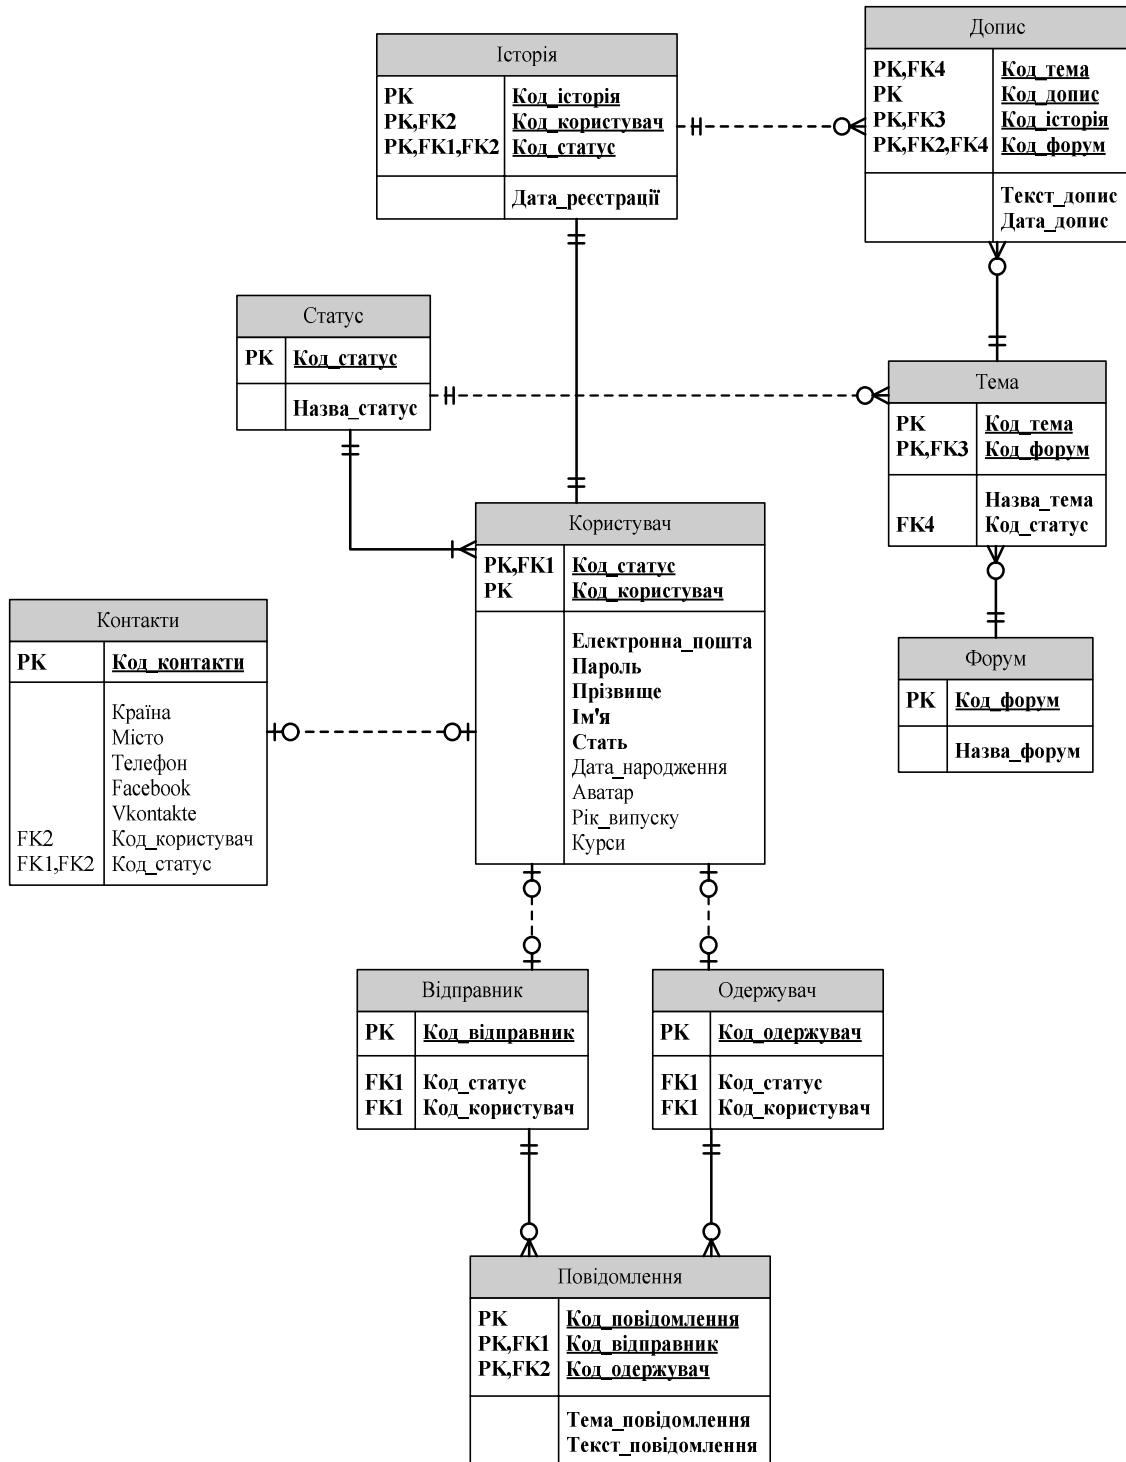 Історія
PK Код_історія
PK,FK2 Код_користувач
PK,FK1,FK2 Код_статус
Дата_реєстрації
Допис
PK,FK4 Код_тема
PK Код_допис
PK,FK3 Код_історія
PK,FK2,FK4 Код_форум
Текст_допис
Дата_допис
Статус
PK Код_статус
Назва_статус
Тема
PK Код_тема
PK,FK3 Код_форум
Назва_тема
FK4 Код_статус
Користувач
PK,FK1 Код_статус
PK Код_користувач
Електронна_пошта
Пароль
Прізвище
Ім'я
Стать
Дата_народження
Аватар
Рік_випуску
Курси
Контакти
PK Код_контакти
Країна
Місто
Телефон
Facebook
Vkontakte
FK2 Код_користувач
FK1,FK2 Код_статус
Форум
PK Код_форум
Назва_форум
Відправник
PK Код_відправник
FK1 Код_статус
FK1 Код_користувач
Одержувач
PK Код_одержувач
FK1 Код_статус
FK1 Код_користувач
Повідомлення
PK Код_повідомлення
PK,FK1 Код_відправник
PK,FK2 Код_одержувач
Тема_повідомлення
Текст_повідомлення